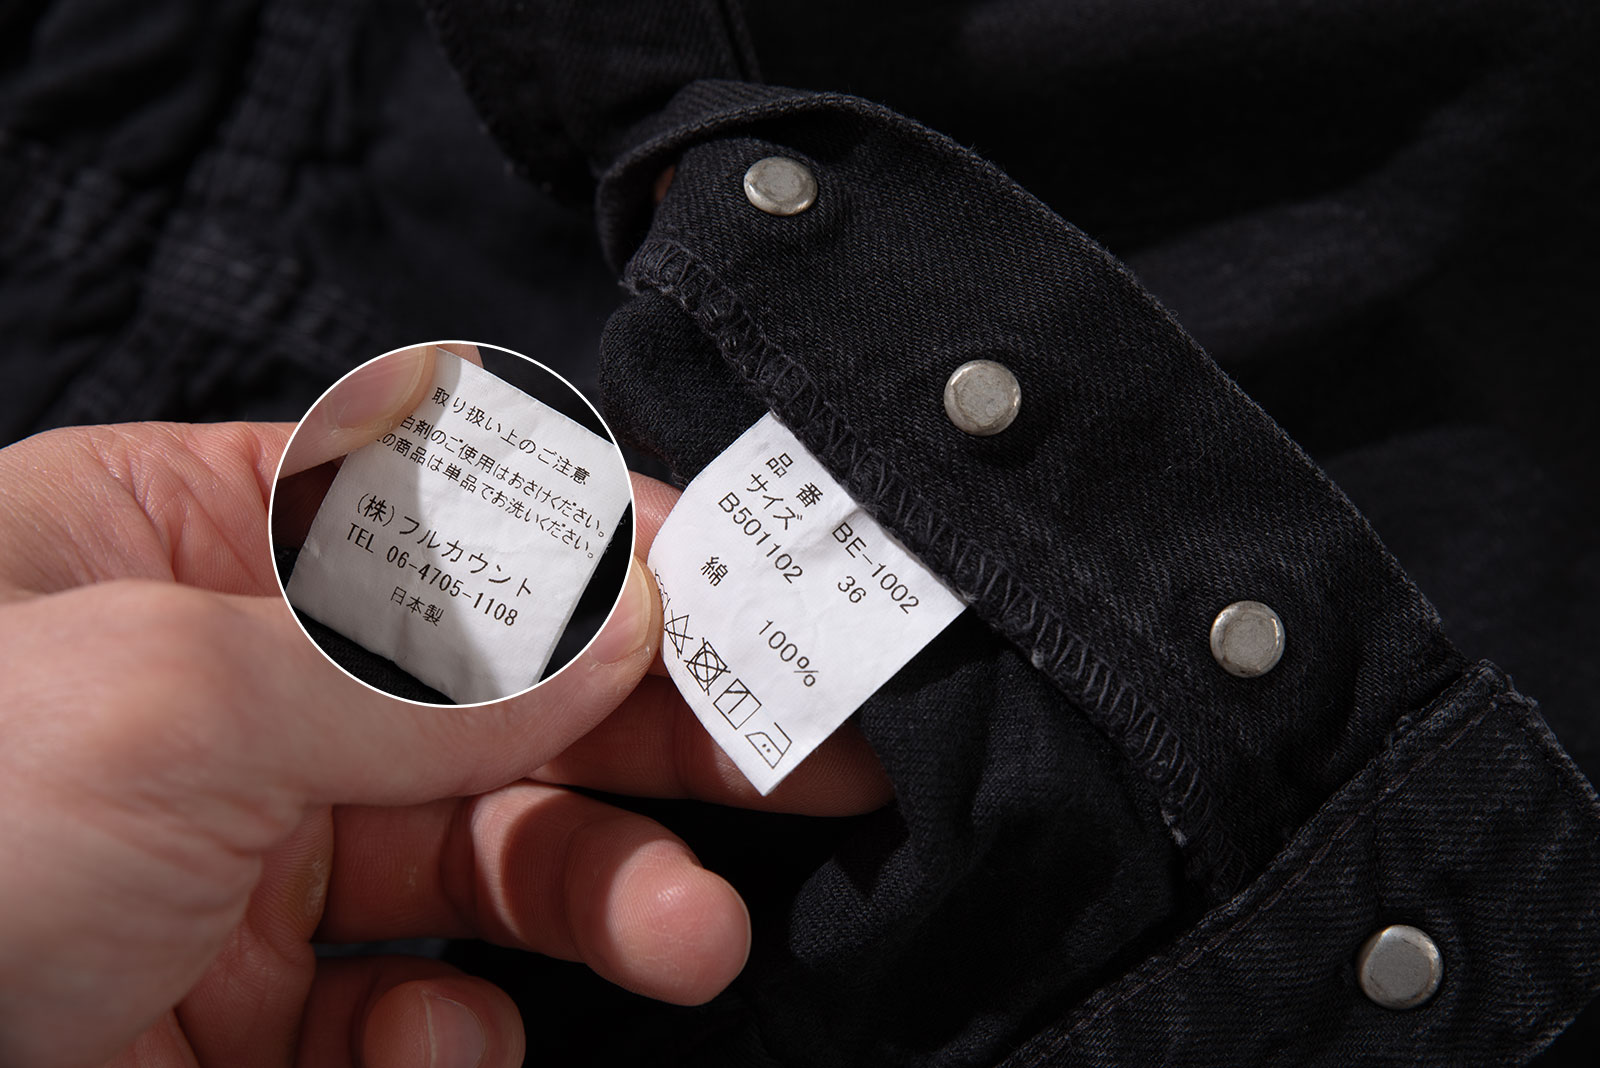 取り扱い上のご注意
白剤のご使用はおさけください。
の商品は単品でお洗いください。
(株)フルカウント
TEL 06-4705-1108
日本製
品番 BE-1002
サイズ 36
B501102
綿 100%